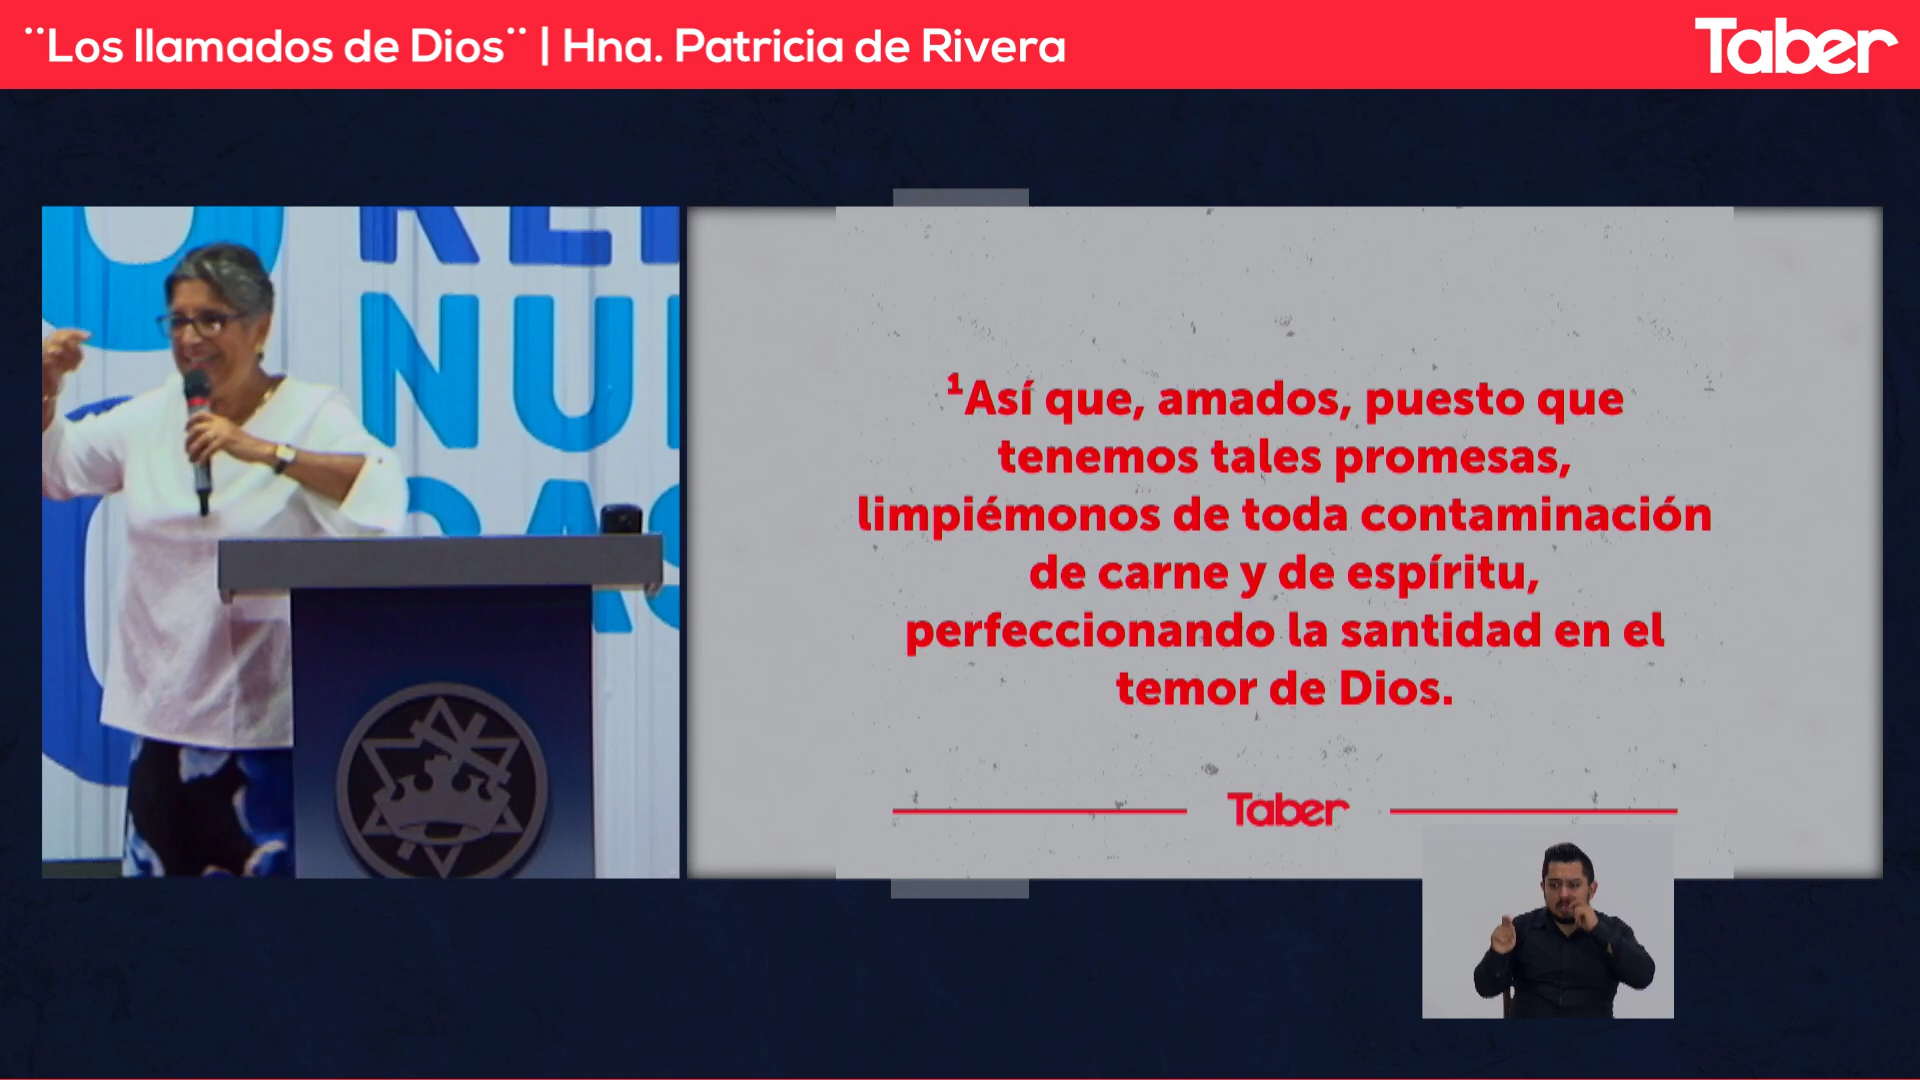 ¨Los llamados de Dios¨ | Hna. Patricia de Rivera
Taber
NU
¹Así que, amados, puesto que
tenemos tales promesas,
limpiémonos de toda contaminación
de carne y de espíritu,
perfeccionando la santidad en el
temor de Dios.
Taber